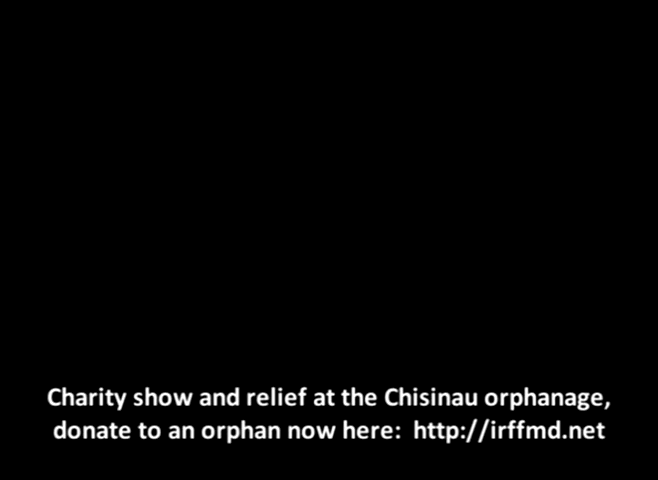 Charity show and relief at the Chisinau orphanage,
donate to an orphan now here:  http://irffmd.net